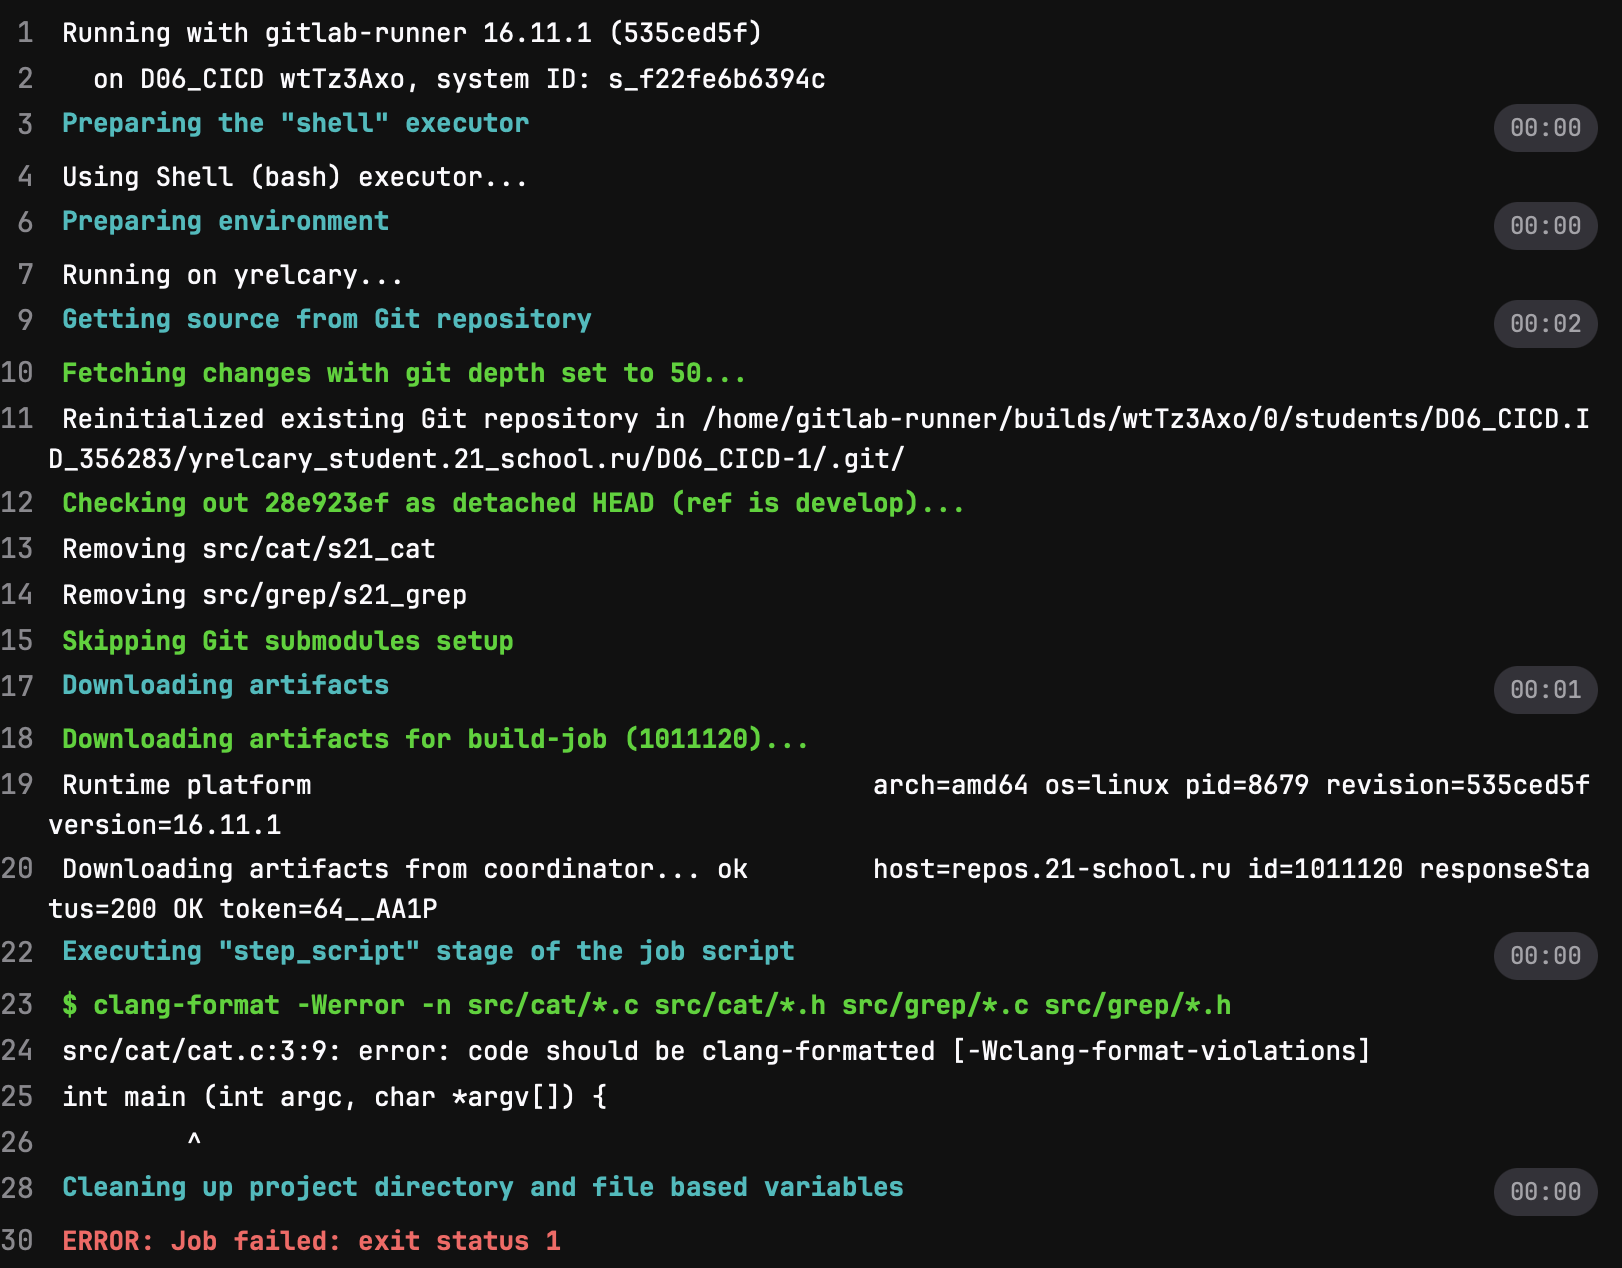 1 Running with gitlab-runner 16.11.1 (535ced5f)
2 on D06_CICD wtTz3Axo, system ID: s_f22fe6b6394c
3 Preparing the "shell" executor 00:00
4 Using Shell (bash) executor...
6 Preparing environment 00:00
7 Running on yrelcary...
9 Getting source from Git repository 00:02
10 Fetching changes with git depth set to 50...
11 Reinitialized existing Git repository in /home/gitlab-runner/builds/wtTz3Axo/0/students/DO6_CICD.I
D_356283/yrelcary_student.21_school.ru/DO6_CICD-1/.git/
12 Checking out 28e923ef as detached HEAD (ref is develop)...
13 Removing src/cat/s21_cat
14 Removing src/grep/s21_grep
15 Skipping Git submodules setup
17 Downloading artifacts 00:01
18 Downloading artifacts for build-job (1011120)...
19 Runtime platform arch=amd64 os=linux pid=8679 revision=535ced5f
version=16.11.1
20 Downloading artifacts from coordinator... ok host=repos.21-school.ru id=1011120 responseSta
tus=200 OK token=64__AA1P
22 Executing "step_script" stage of the job script 00:00
23 $ clang-format -Werror -n src/cat/*.c src/cat/*.h src/grep/*.c src/grep/*.h
24 src/cat/cat.c:3:9: error: code should be clang-formatted [-Wclang-format-violations]
25 int main (int argc, char *argv[]) {
26 ^
28 Cleaning up project directory and file based variables 00:00
30 ERROR: Job failed: exit status 1